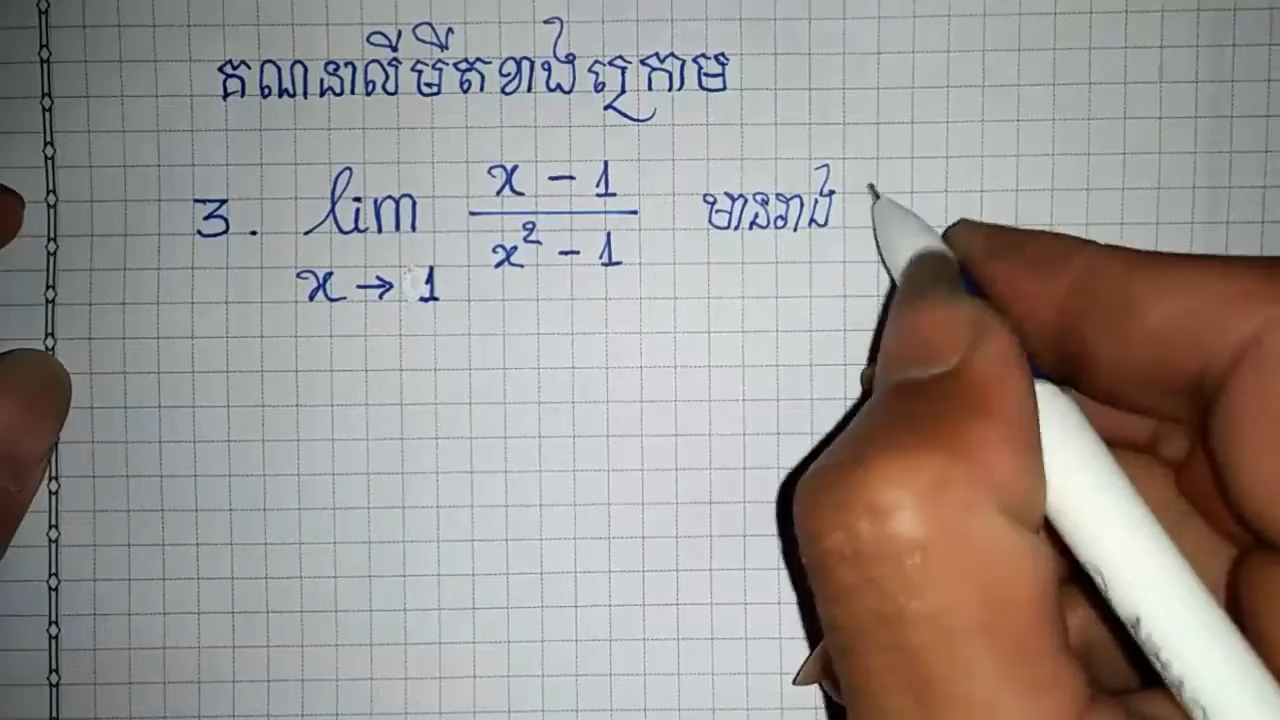 គណនាលីមីតខាងក្រោម
3. lim x→1 (x - 1)/(x² - 1) មានរាង